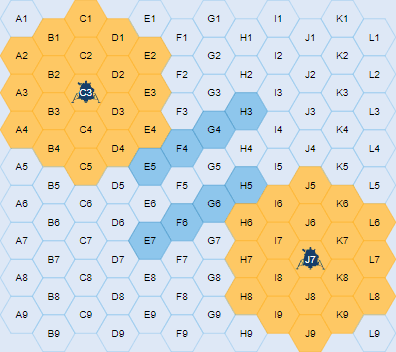 A1 C1 E1 G1 I1 K1
B1 D1 F1 H1 J1 L1
A2 C2 E2 G2 I2 K2
B2 D2 F2 H2 J2 L2
A3 C3 E3 G3 I3 K3
B3 D3 F3 H3 J3 L3
A4 C4 E4 G4 I4 K4
B4 D4 F4 H4 J4 L4
A5 C5 E5 G5 I5 K5
B5 D5 F5 H5 J5 L5
A6 C6 E6 G6 I6 K6
B6 D6 F6 H6 J6 L6
A7 C7 E7 G7 I7 K7
B7 D7 F7 H7 J7 L7
A8 C8 E8 G8 I8 K8
B8 D8 F8 H8 J8 L8
A9 C9 E9 G9 I9 K9
B9 D9 F9 H9 J9 L9